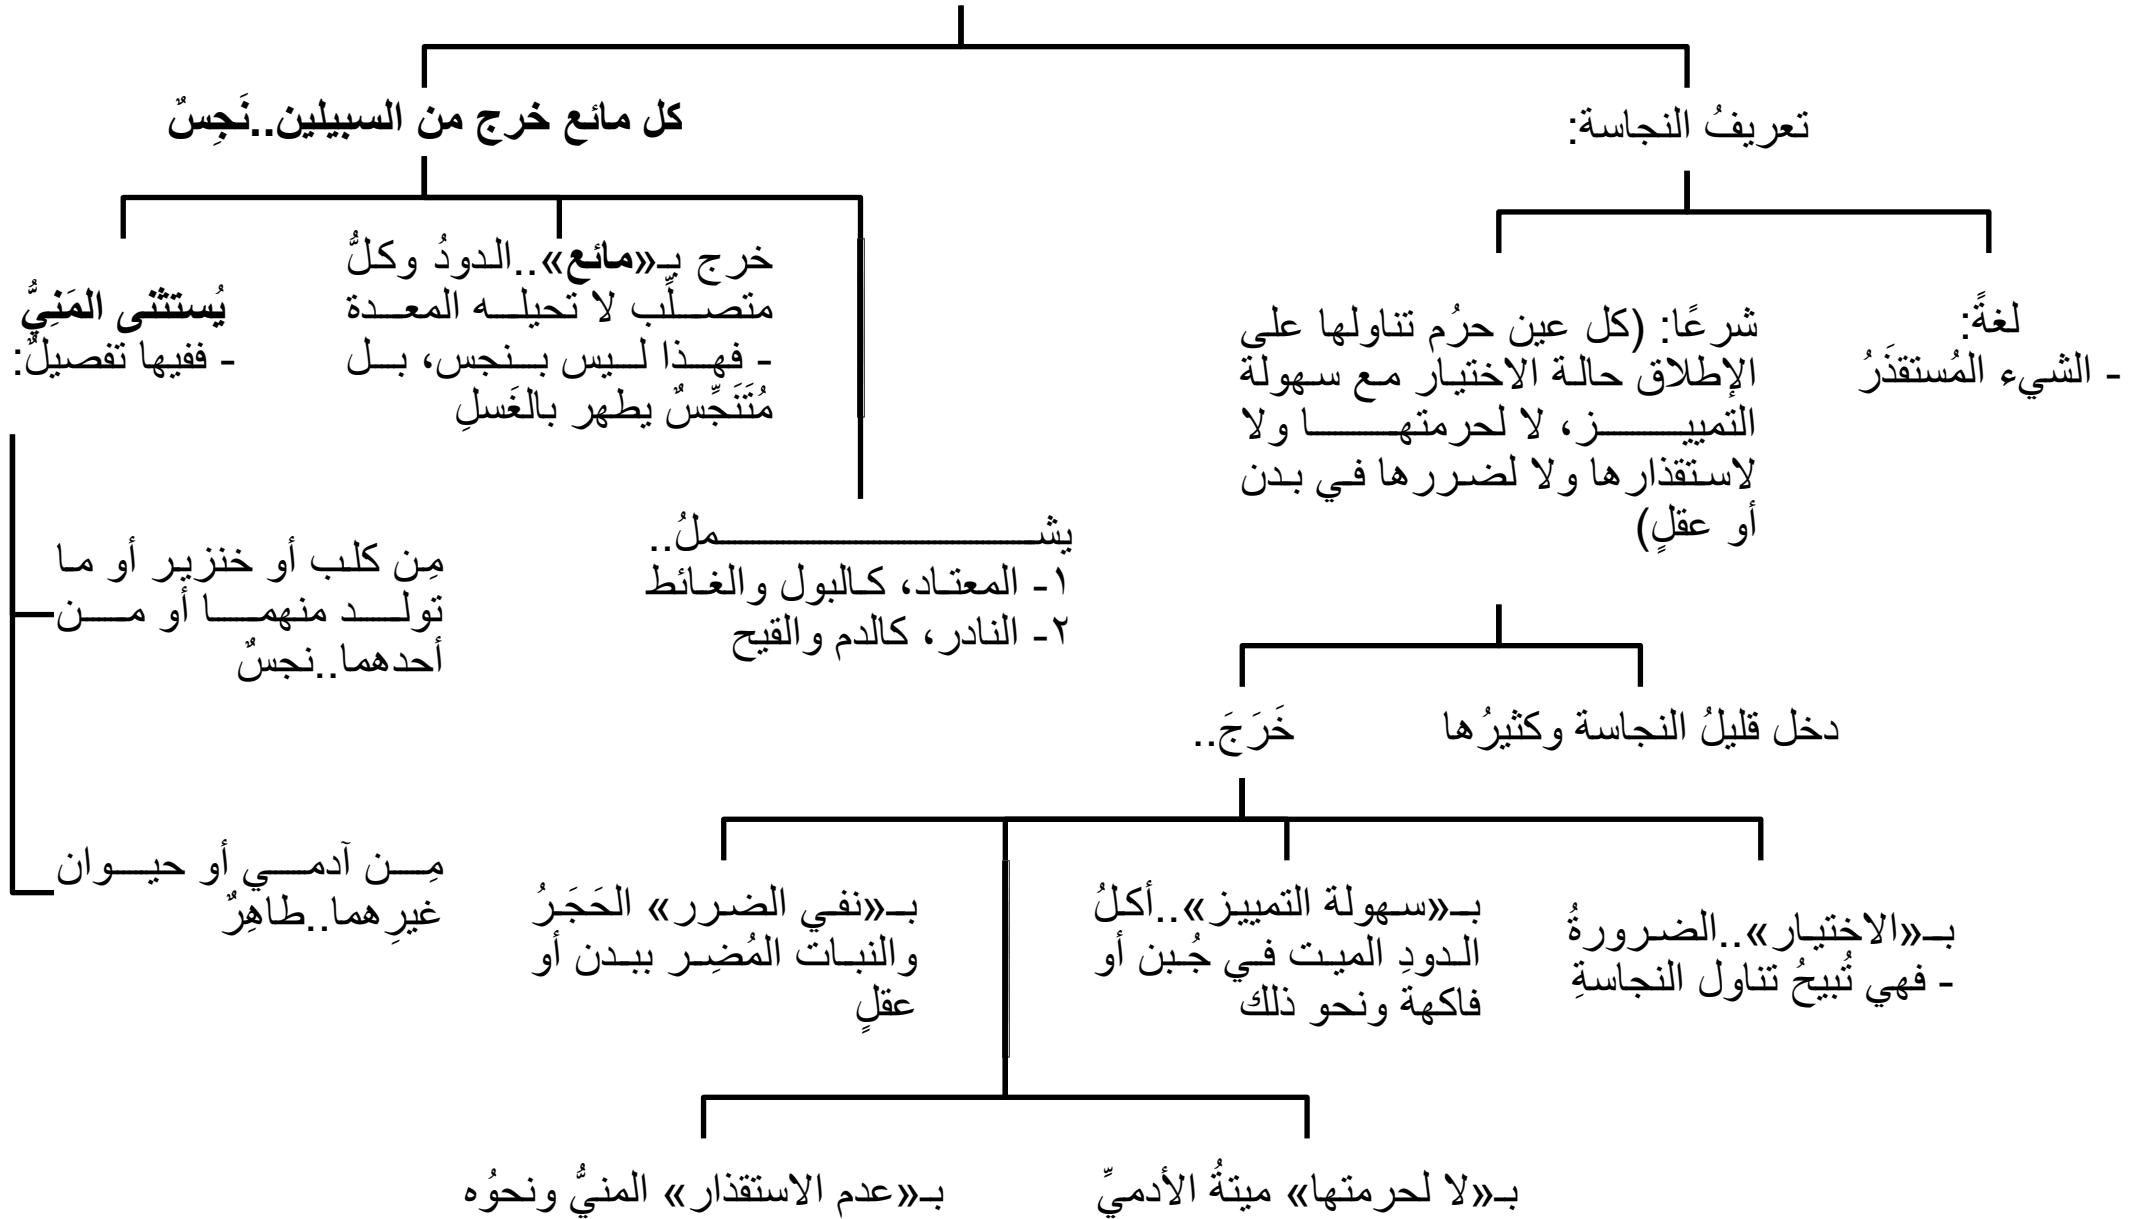 تعريفُ النجاسة:
لغةً:
- الشيء المُستقذَرُ
شرعًا: (كل عين حرُم تناولها على
الإطلاق حالة الاختيار مع سهولة
التمييز، لا لحرمتها ولا
لاستقذارها ولا لضررها في بدن
أو عقلٍ)
دخل قليلُ النجاسة وكثيرُها
خَرَجَ..
بـ«الاختيار»..الضرورةُ
- فهي تُبيحُ تناول النجاسةِ
بـ«سهولة التمييز»..أكلُ
الدودِ الميت في جُبن أو
فاكهة ونحو ذلك
بـ«نفي الضرر» الحَجَرُ
والنبات المُضِر ببدن أو
عقلٍ
بـ«لا لحرمتها» ميتةُ الأدميِّ
بـ«عدم الاستقذار» المنيُّ ونحوُه
كل مائع خرج من السبيلين..نَجِسٌ
يشملُ..
١- المعتاد، كالبول والغائط
٢- النادر، كالدم والقيح
خرج بـ«مائع»..الدودُ وكلُّ
متصلِّب لا تحيله المعدة
- فهذا ليس بنجس، بل
مُتَنَجِّسٌ يطهر بالغَسلِ
يُستثنى المَنِيُّ
- ففيها تفصيلٌ:
مِن كلب أو خنزير أو ما
تولد منهما أو من
أحدهما..نجسٌ
مِن آدمي أو حيوان
غيرِهما..طاهِرٌ